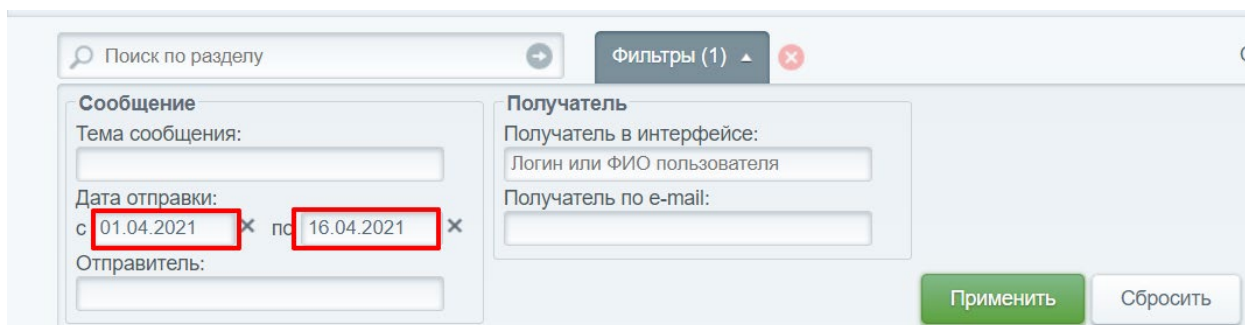 Поиск по разделу
Фильтры (1)
Сообщение
Тема сообщения:
Дата отправки:
с 01.04.2021 по 16.04.2021
Отправитель:
Получатель
Получатель в интерфейсе:
Логин или ФИО пользователя
Получатель по e-mail:
Применить Сбросить